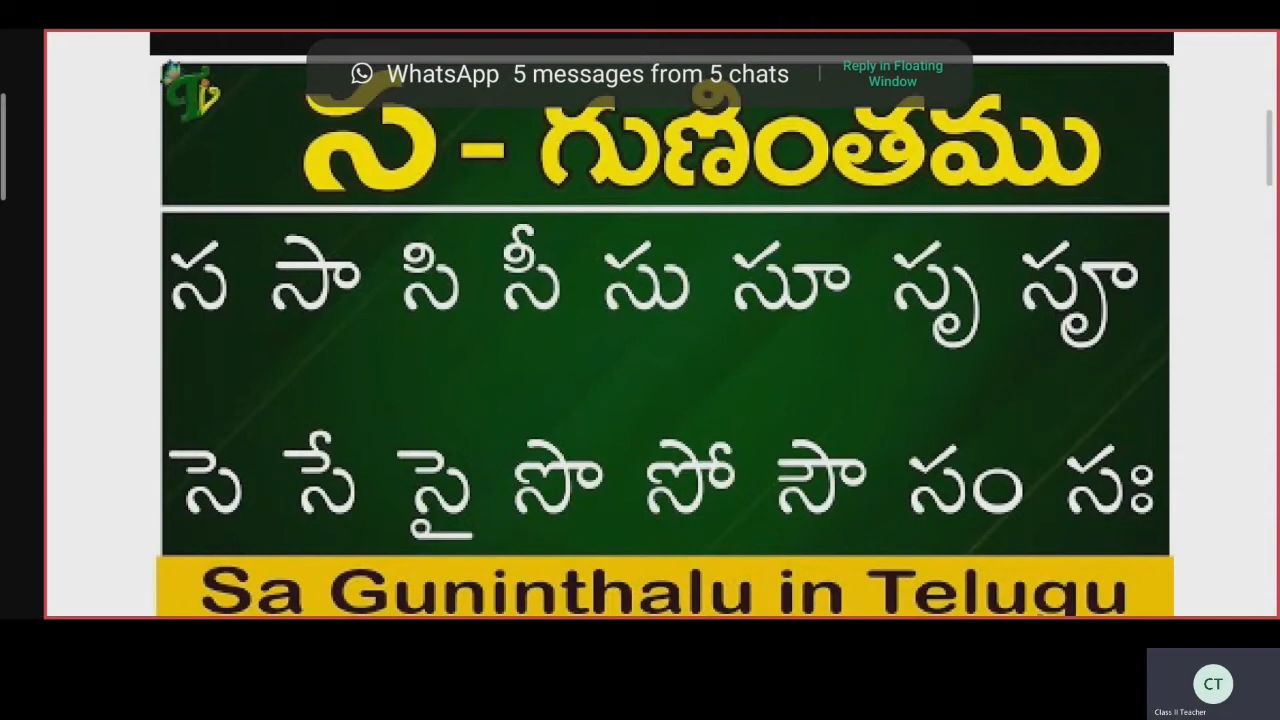 WhatsApp 5 messages from 5 chats
Reply in Floating
Window
స - గుణింతము
స సా సి సీ సు సూ సృ సౄ
సె సే సై సొ సో సౌ సం సః
Sa Guninthalu in Telugu
CT
Class II Teacher